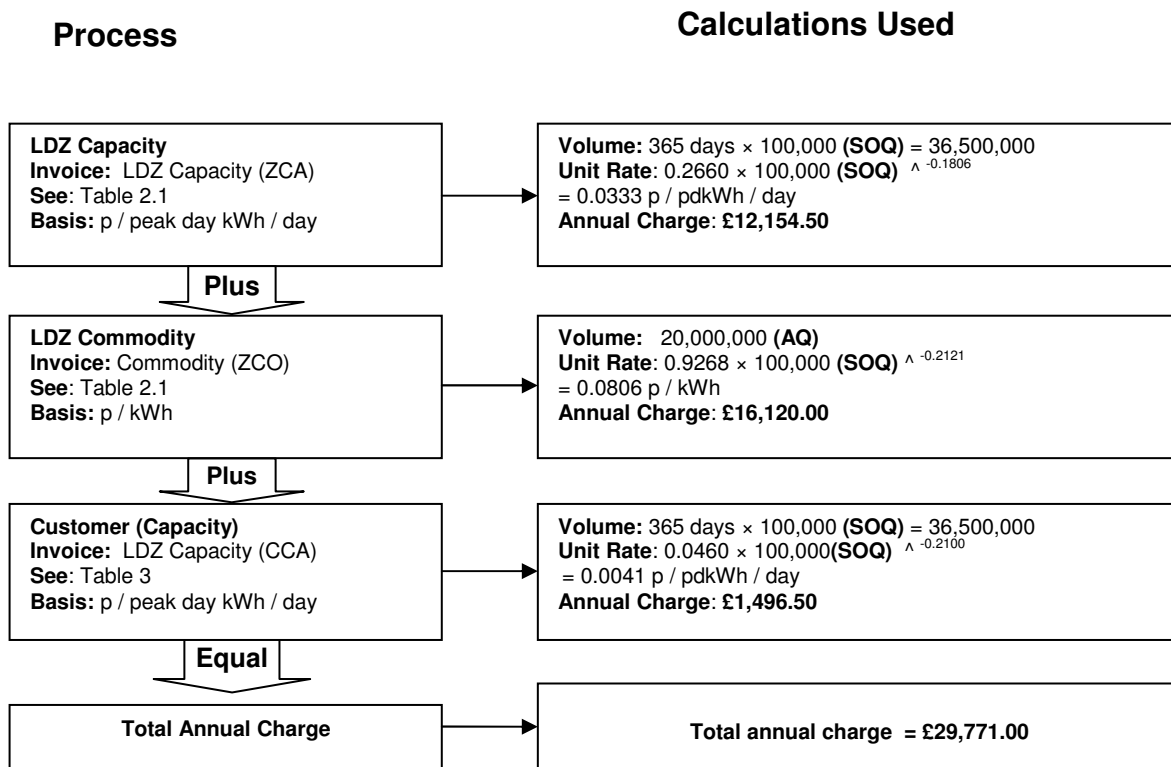 Process
Calculations Used
LDZ Capacity
Invoice: LDZ Capacity (ZCA)
See: Table 2.1
Basis: p / peak day kWh / day
Volume: 365 days × 100,000 (SOQ) = 36,500,000
Unit Rate: 0.2660 × 100,000 (SOQ) ^ -0.1806
= 0.0333 p / pdkWh / day
Annual Charge: £12,154.50
Plus
LDZ Commodity
Invoice: Commodity (ZCO)
See: Table 2.1
Basis: p / kWh
Volume: 20,000,000 (AQ)
Unit Rate: 0.9268 × 100,000 (SOQ) ^ -0.2121
= 0.0806 p / kWh
Annual Charge: £16,120.00
Plus
Customer (Capacity)
Invoice: LDZ Capacity (CCA)
See: Table 3
Basis: p / peak day kWh / day
Volume: 365 days × 100,000 (SOQ) = 36,500,000
Unit Rate: 0.0460 × 100,000(SOQ) ^ -0.2100
= 0.0041 p / pdkWh / day
Annual Charge: £1,496.50
Equal
Total Annual Charge
Total annual charge = £29,771.00